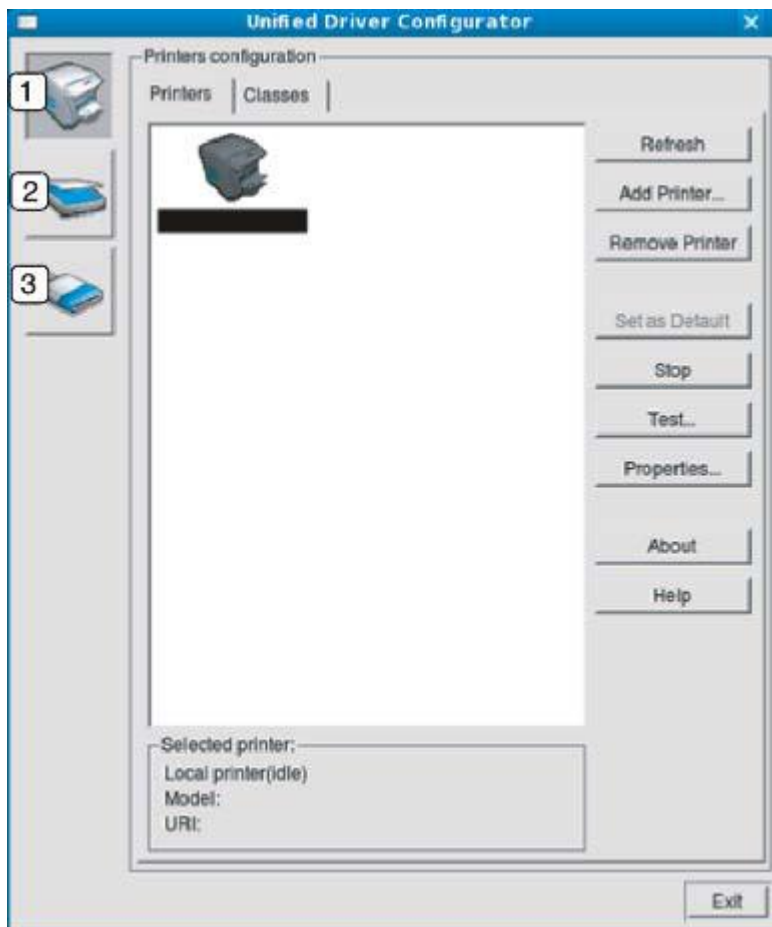 Unified Driver Configurator
1
2
3
Printers configuration
Printers
Classes
Refresh
Add Printer...
Remove Printer
Set as Default
Stop
Test...
Properties...
About
Help
Selected printer:
Local printer(idle)
Model:
URI:
Exit